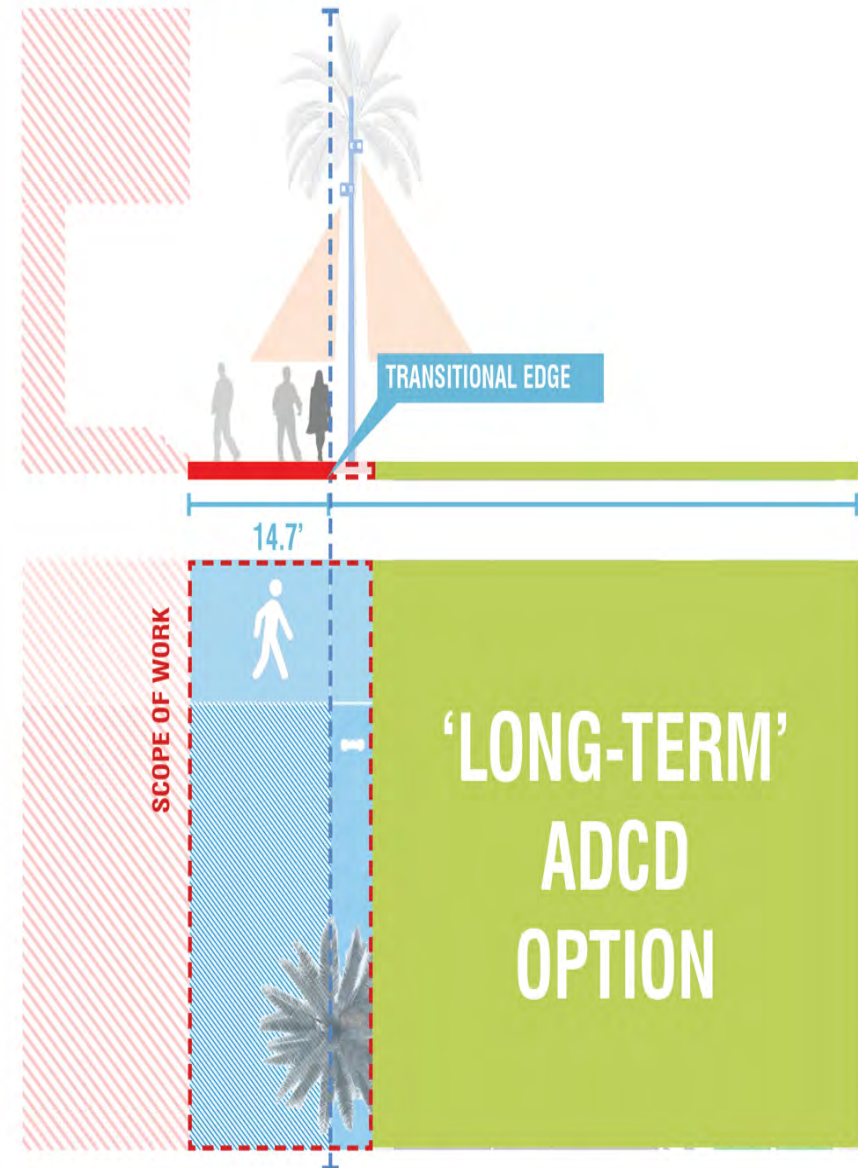 TRANSITIONAL EDGE
14.7’
SCOPE OF WORK
‘LONG-TERM’
ADCD
OPTION